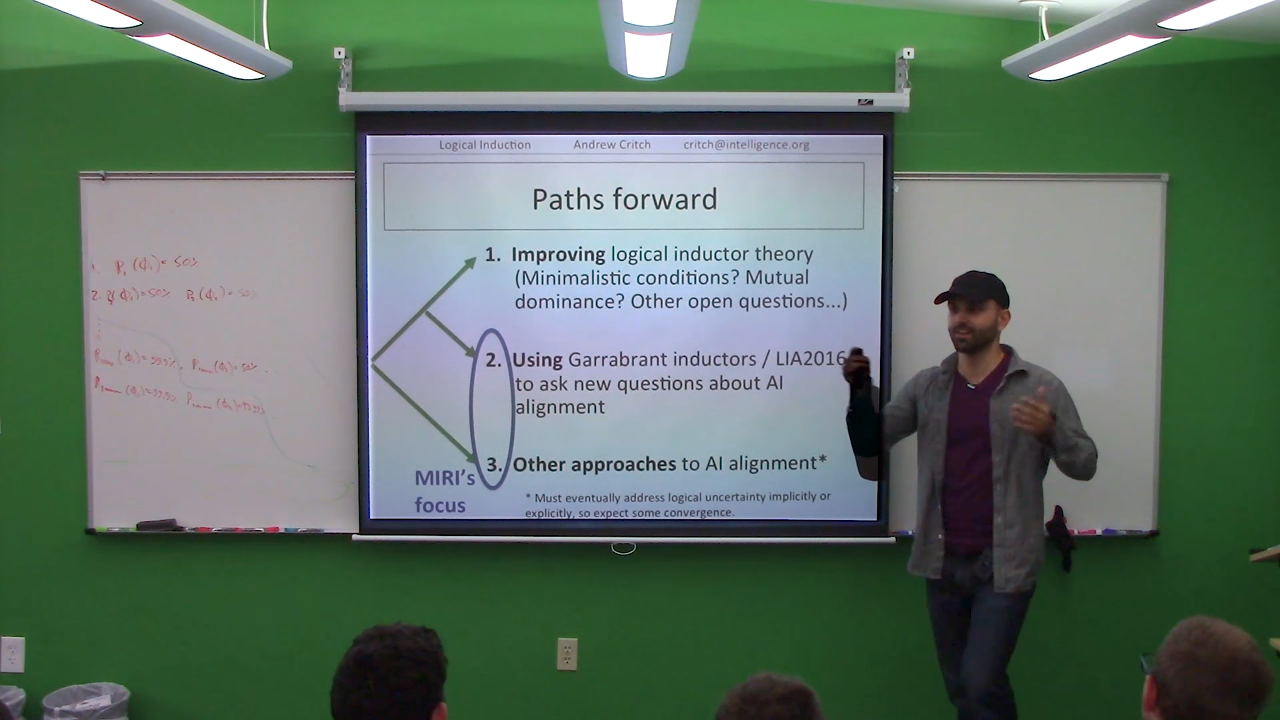 Logical Induction Andrew Critch critch@intelligence.org
Paths forward
1. Improving logical inductor theory
(Minimalistic conditions? Mutual
dominance? Other open questions...)
2. Using Garrabrant inductors / LIA2016
to ask new questions about AI
alignment
3. Other approaches to AI alignment*
MIRI's
focus
* Must eventually address logical uncertainty implicitly or
explicitly, so expect some convergence.